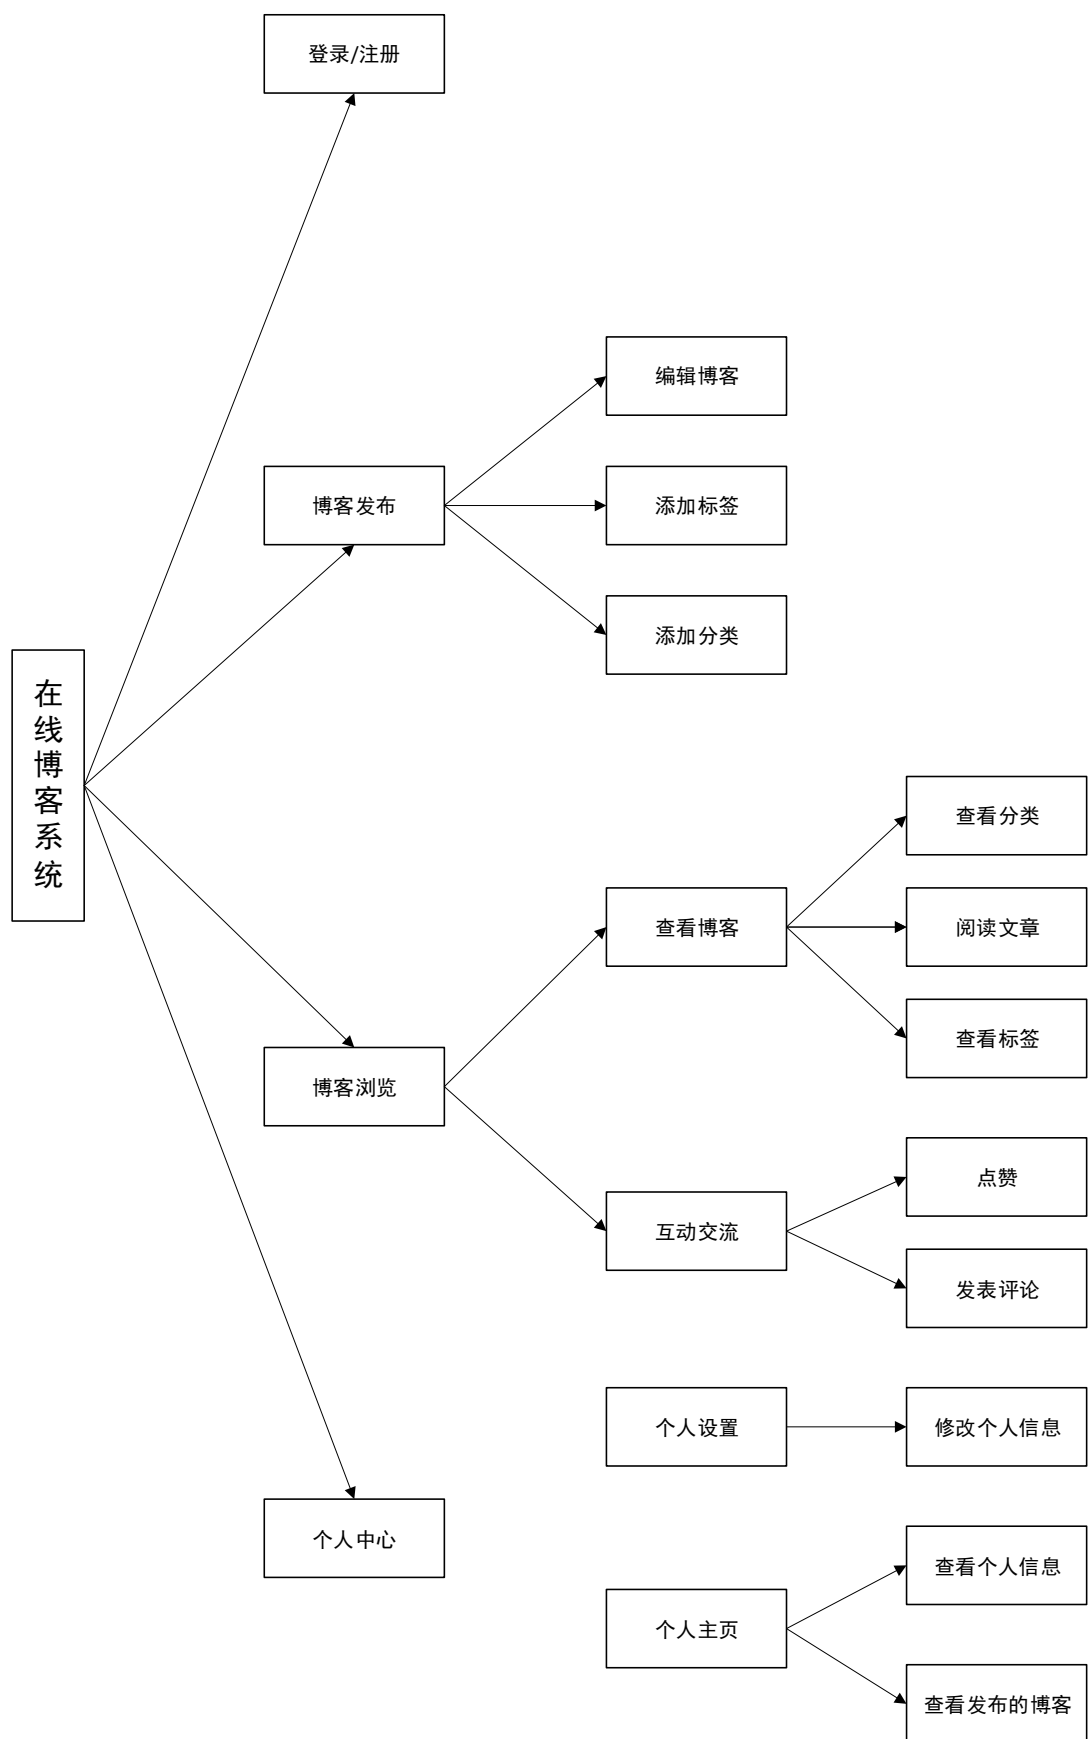 登录/注册
编辑博客
博客发布
添加标签
添加分类
在线博客系统
查看分类
查看博客
阅读文章
查看标签
博客浏览
点赞
互动交流
发表评论
个人设置
修改个人信息
个人中心
查看个人信息
个人主页
查看发布的博客